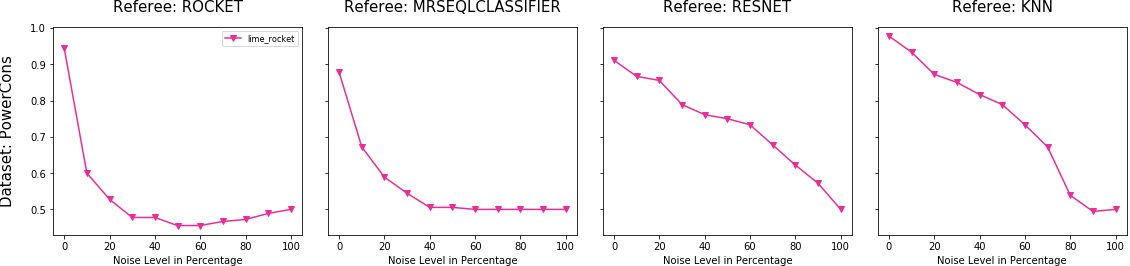 Referee: ROCKET
Referee: MRSEQLCLASSIFIER
Referee: RESNET
Referee: KNN
Dataset: PowerCons
lime_rocket
1.0
0.9
0.8
0.7
0.6
0.5
0 20 40 60 80 100
0 20 40 60 80 100
0 20 40 60 80 100
0 20 40 60 80 100
Noise Level in Percentage
Noise Level in Percentage
Noise Level in Percentage
Noise Level in Percentage